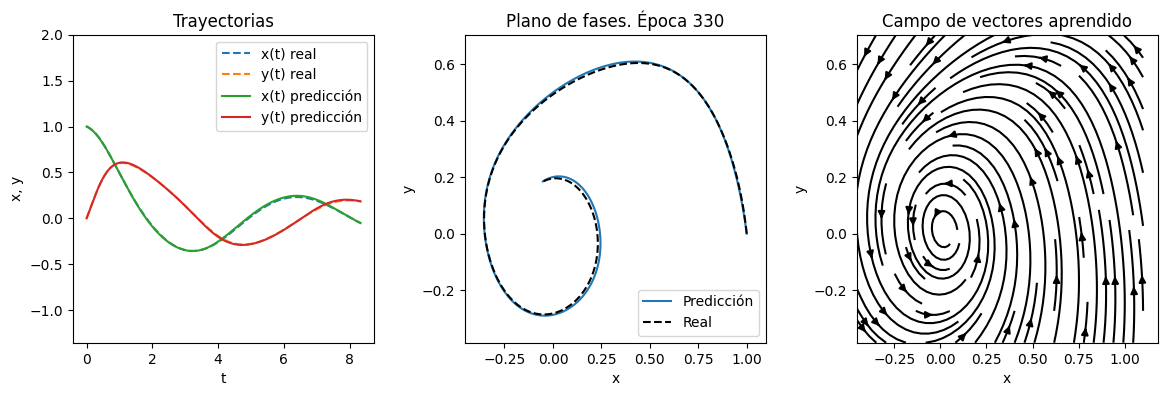 Trayectorias
2.0
1.5
1.0
0.5
0.0
−0.5
−1.0
x, y
0
2
4
6
8
t
x(t) real
y(t) real
x(t) predicción
y(t) predicción
Plano de fases. Época 330
0.6
0.4
0.2
0.0
−0.2
y
−0.25
0.00
0.25
0.50
0.75
1.00
x
Predicción
Real
Campo de vectores aprendido
0.6
0.4
0.2
0.0
−0.2
y
−0.25
0.00
0.25
0.50
0.75
1.00
x